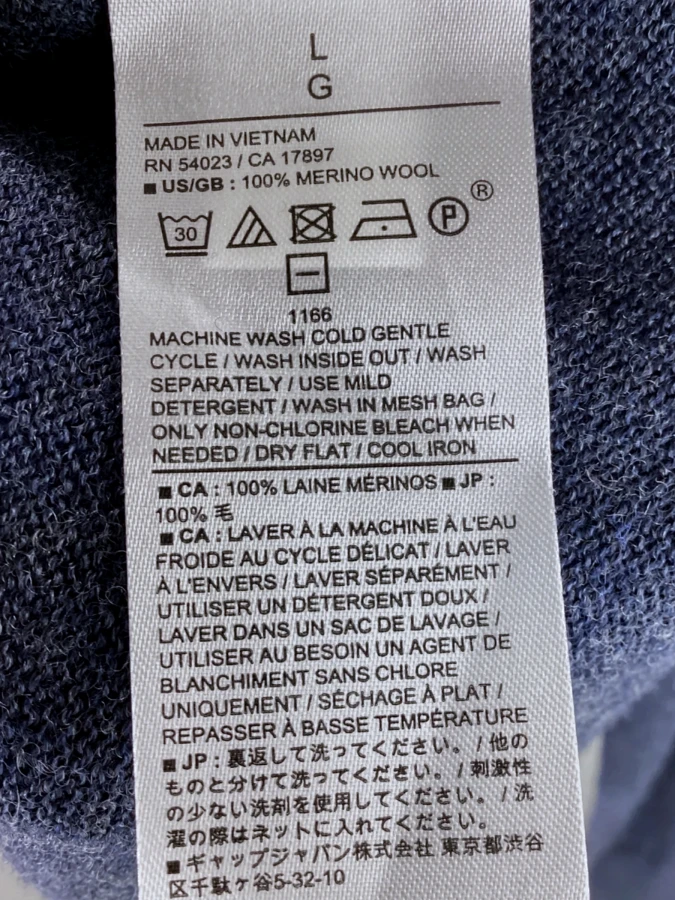 L
G
MADE IN VIETNAM
RN 54023 / CA 17897
■ US/GB : 100% MERINO WOOL
30 P ®
1166
MACHINE WASH COLD GENTLE
CYCLE / WASH INSIDE OUT / WASH
SEPARATELY / USE MILD
DETERGENT / WASH IN MESH BAG /
ONLY NON-CHLORINE BLEACH WHEN
NEEDED / DRY FLAT / COOL IRON
■ CA : 100% LAINE MÉRINOS ■ JP :
100% 毛
■ CA : LAVER À LA MACHINE À L'EAU
FROIDE AU CYCLE DÉLICAT / LAVER
À L'ENVERS / LAVER SÉPARÉMENT /
UTILISER UN DÉTERGENT DOUX /
LAVER DANS UN SAC DE LAVAGE /
UTILISER AU BESOIN UN AGENT DE
BLANCHIMENT SANS CHLORE
UNIQUEMENT / SÉCHAGE À PLAT /
REPASSER À BASSE TEMPÉRATURE
■ JP : 裏返して洗ってください。 / 他の
ものと分けて洗ってください。 / 刺激性
の少ない洗剤を使用してください。 / 洗
濯の際はネットに入れてください。
■ ギャップジャパン株式会社 東京都渋谷
区千駄ケ谷5-32-10